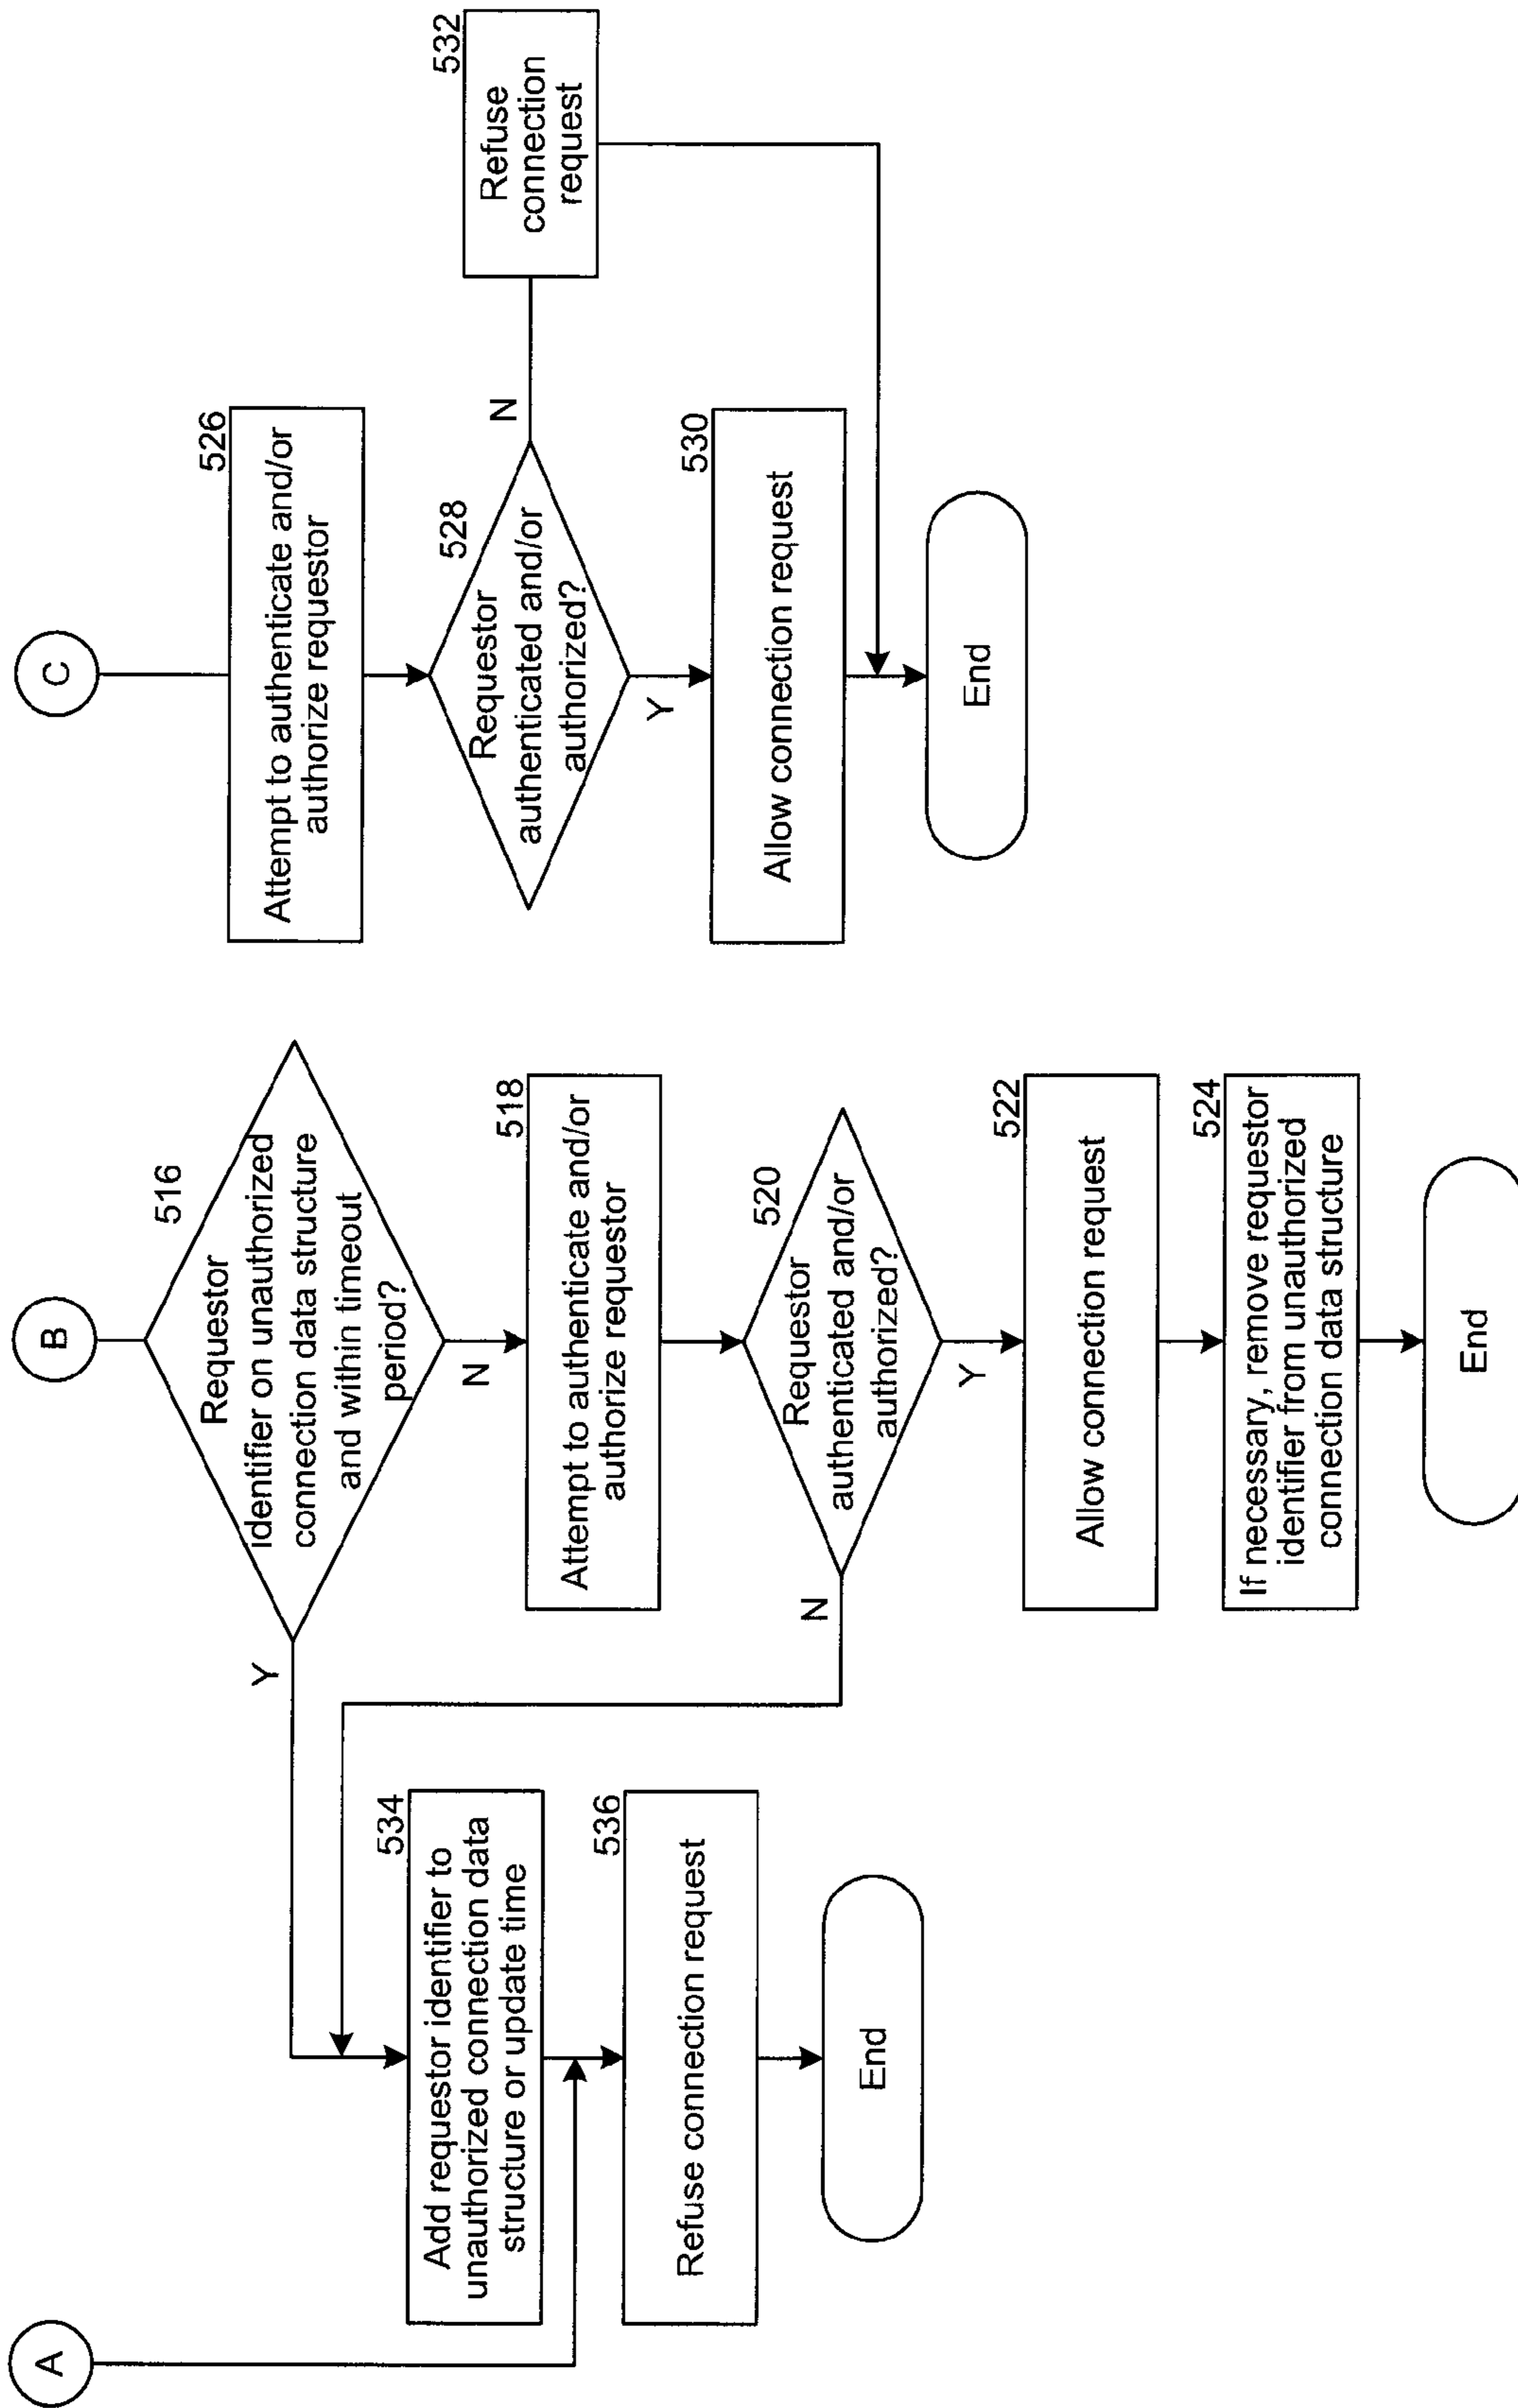 A
534
Add requestor identifier to
unauthorized connection data
structure or update time
536
Refuse connection request
End
B
516
Requestor
identifier on unauthorized
connection data structure
and within timeout
period?
Y
N
518
Attempt to authenticate and/or
authorize requestor
520
Requestor
authenticated and/or
authorized?
N
Y
522
Allow connection request
524
If necessary, remove requestor
identifier from unauthorized
connection data structure
End
C
526
Attempt to authenticate and/or
authorize requestor
528
Requestor
authenticated and/or
authorized?
N
Y
532
Refuse
connection
request
530
Allow connection request
End